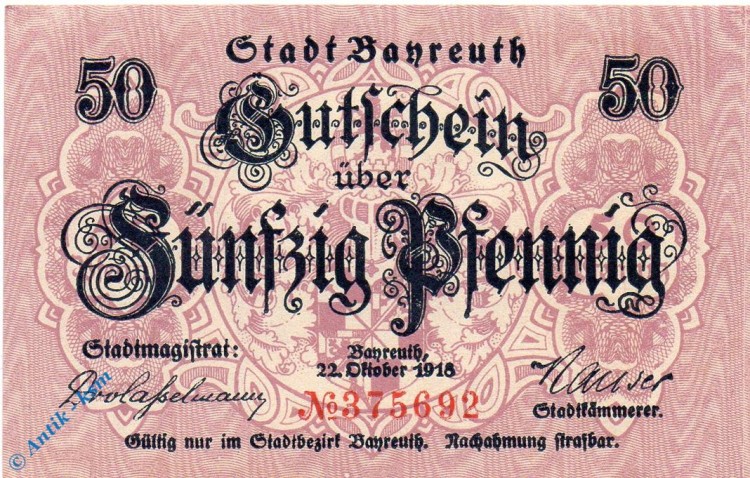 Stadt Bayreuth
50 50
Gutschein
über
Fünfzig Pfennig
Stadtmagistrat:
Bayreuth,
22. Oktober 1918
№375692
Stadtkämmerer.
Gültig nur im Stadtbezirk Bayreuth. Nachahmung strafbar.
© Antik - ksm